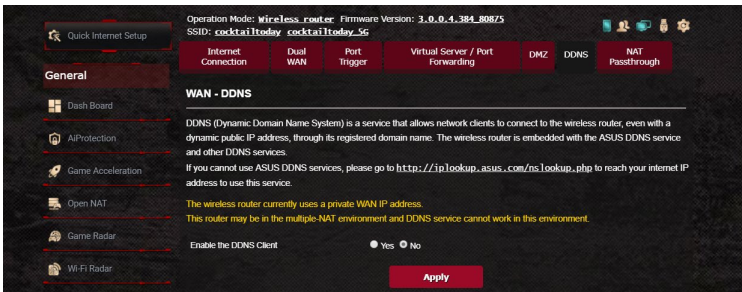 Quick Internet Setup
General
Dash Board
AiProtection
Game Acceleration
Open NAT
Game Radar
Wi-Fi Radar
Operation Mode: Wireless router Firmware Version: 3.0.0.4.384_80875
SSID: cocktailtoday cocktailtoday_5G
Internet Connection
Dual WAN
Port Trigger
Virtual Server / Port Forwarding
DMZ
DDNS
NAT Passthrough
WAN - DDNS
DDNS (Dynamic Domain Name System) is a service that allows network clients to connect to the wireless router, even with a
dynamic public IP address, through its registered domain name. The wireless router is embedded with the ASUS DDNS service
and other DDNS services.
If you cannot use ASUS DDNS services, please go to http://iplookup.asus.com/nslookup.php to reach your internet IP
address to use this service.
The wireless router currently uses a private WAN IP address.
This router may be in the multiple-NAT environment and DDNS service cannot work in this environment.
Enable the DDNS Client Yes No
Apply